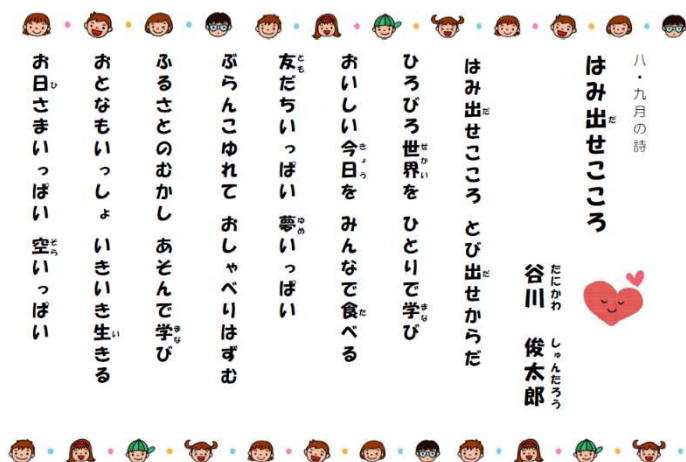 八・九月の詩
はみ出せこころ
谷川 俊太郎
はみ出せこころ とび出せからだ
ひろびろ世界を ひとりで学び
おいしい今日を みんなで食べる
友だちいっぱい 夢いっぱい
ぶらんこゆれて おしゃべりはずむ
ふるさとのむかし あそんで学び
おとなもいっしょ いきいき生きる
お日さまいっぱい 空いっぱい